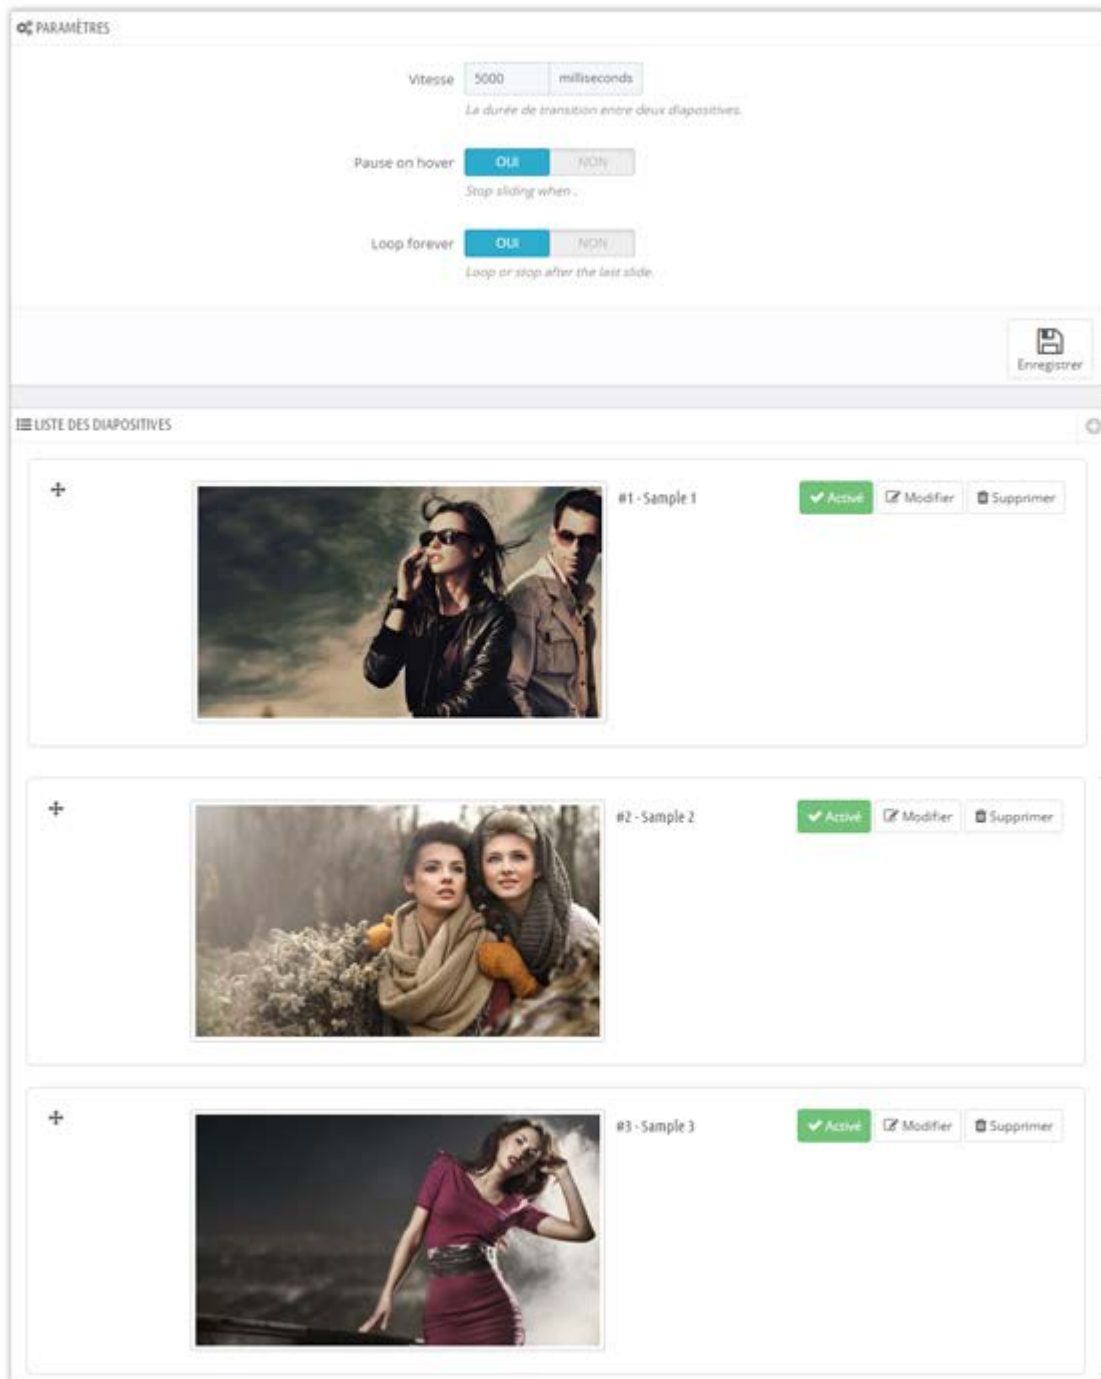 PARAMÈTRES
Vitesse 5000 milliseconds
La durée de transition entre deux diapositives.
Pause on hover OUI NON
Stop sliding when .
Loop forever OUI NON
Loop or stop after the last slide.
Enregistrer
LISTE DES DIAPOSITIVES
#1 - Sample 1 Activé Modifier Supprimer
#2 - Sample 2 Activé Modifier Supprimer
#3 - Sample 3 Activé Modifier Supprimer